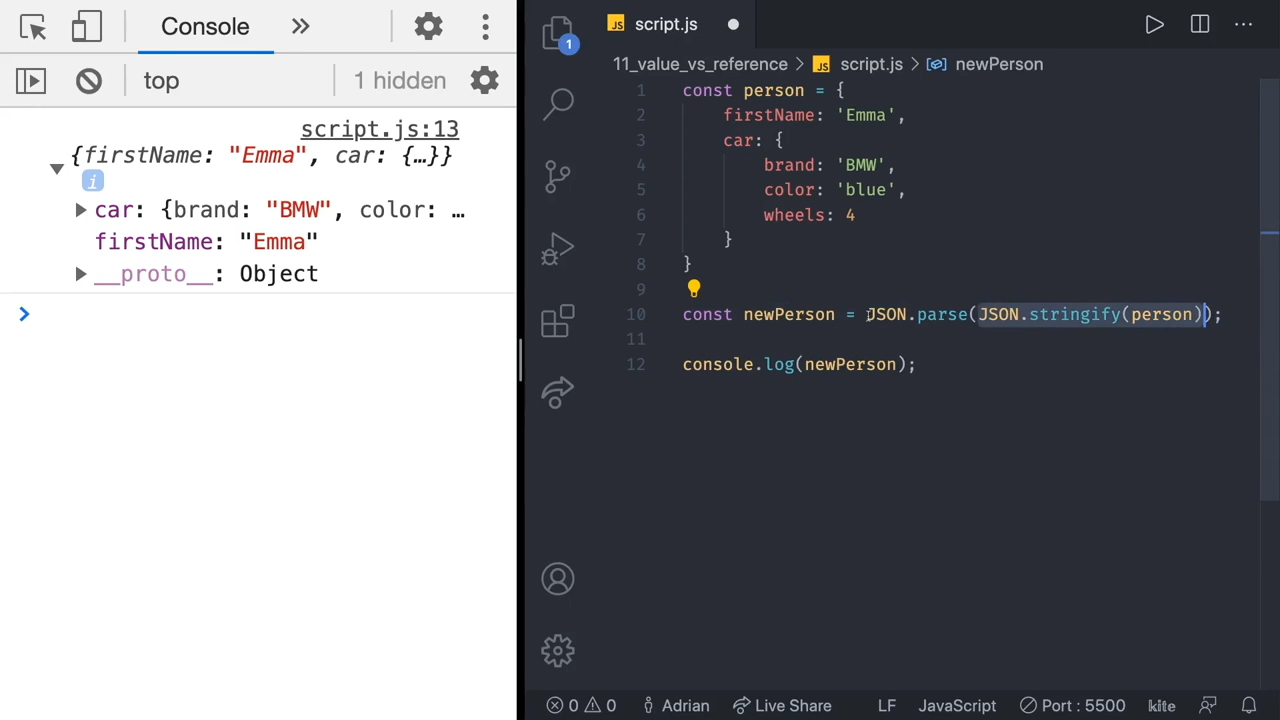 Console »
top 1 hidden
script.js:13
{firstName: "Emma", car: {…}}
i
car: {brand: "BMW", color: …
firstName: "Emma"
__proto__: Object
JS script.js
1
11_value_vs_reference > JS script.js > newPerson
1 const person = {
2 firstName: 'Emma',
3 car: {
4 brand: 'BMW',
5 color: 'blue',
6 wheels: 4
7 }
8 }
9
10 const newPerson = JSON.parse(JSON.stringify(person));
11
12 console.log(newPerson);
0 0 Adrian Live Share LF JavaScript Port : 5500 kite